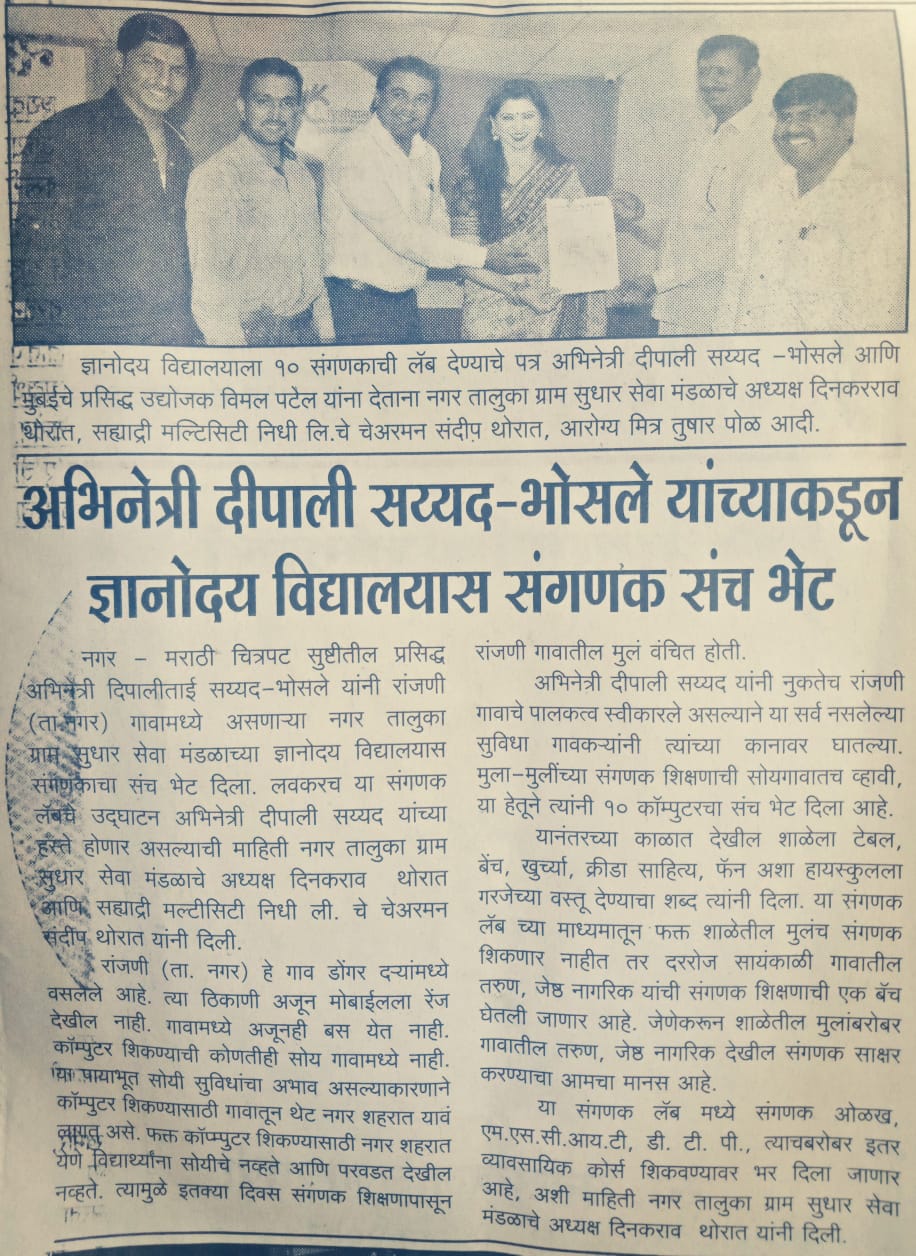 ज्ञानोदय विद्यालयाला १० संगणकाची लॅब देण्याचे पत्र अभिनेत्री दीपाली सय्यद -भोसले आणि
मुंबईचे प्रसिद्ध उद्योजक विमल पटेल यांना देताना नगर तालुका ग्राम सुधार सेवा मंडळाचे अध्यक्ष दिनकरराव
थोरात, सह्याद्री मल्टिसिटी निधी लि.चे चेअरमन संदीप थोरात, आरोग्य मित्र तुषार पोळ आदी.
अभिनेत्री दीपाली सय्यद-भोसले यांच्याकडून
ज्ञानोदय विद्यालयास संगणक संच भेट
नगर - मराठी चित्रपट सुष्टीतील प्रसिद्ध
अभिनेत्री दिपालीताई सय्यद-भोसले यांनी रांजणी
(ता.नगर) गावामध्ये असणाऱ्या नगर तालुका
ग्राम सुधार सेवा मंडळाच्या ज्ञानोदय विद्यालयास
संगणकाचा संच भेट दिला. लवकरच या संगणक
लॅबचे उद्घाटन अभिनेत्री दीपाली सय्यद यांच्या
हस्ते होणार असल्याची माहिती नगर तालुका ग्राम
सुधार सेवा मंडळाचे अध्यक्ष दिनकराव थोरात
आणि सह्याद्री मल्टीसिटी निधी ली. चे चेअरमन
संदीप थोरात यांनी दिली.
रांजणी (ता. नगर) हे गाव डोंगर दऱ्यांमध्ये
वसलेले आहे. त्या ठिकाणी अजून मोबाईलला रेंज
देखील नाही. गावामध्ये अजूनही बस येत नाही.
कॉम्पुटर शिकण्याची कोणतीही सोय गावामध्ये नाही.
या पायाभूत सोयी सुविधांचा अभाव असल्याकारणाने
कॉम्पुटर शिकण्यासाठी गावातून थेट नगर शहरात यावं
लागत असे. फक्त कॉम्पुटर शिकण्यासाठी नगर शहरात
येणे विद्यार्थ्यांना सोयीचे नव्हते आणि परवडत देखील
नव्हते. त्यामुळे इतक्या दिवस संगणक शिक्षणापासून
रांजणी गावातील मुलं वंचित होती.
अभिनेत्री दीपाली सय्यद यांनी नुकतेच रांजणी
गावाचे पालकत्व स्वीकारले असल्याने या सर्व नसलेल्या
सुविधा गावकऱ्यांनी त्यांच्या कानावर घातल्या.
मुला-मुलींच्या संगणक शिक्षणाची सोयगावातच व्हावी,
या हेतूने त्यांनी १० कॉम्पुटरचा संच भेट दिला आहे.
यानंतरच्या काळात देखील शाळेला टेबल,
बेंच, खुर्च्या, क्रीडा साहित्य, फॅन अशा हायस्कुलला
गरजेच्या वस्तू देण्याचा शब्द त्यांनी दिला. या संगणक
लॅब च्या माध्यमातून फक्त शाळेतील मुलंच संगणक
शिकणार नाहीत तर दररोज सायंकाळी गावातील
तरुण, जेष्ठ नागरिक यांची संगणक शिक्षणाची एक बॅच
घेतली जाणार आहे. जेणेकरून शाळेतील मुलांबरोबर
गावातील तरुण, जेष्ठ नागरिक देखील संगणक साक्षर
करण्याचा आमचा मानस आहे.
या संगणक लॅब मध्ये संगणक ओळख,
एम.एस.सी.आय.टी, डी. टी. पी., त्याचबरोबर इतर
व्यावसायिक कोर्स शिकवण्यावर भर दिला जाणार
आहे, अशी माहिती नगर तालुका ग्राम सुधार सेवा
मंडळाचे अध्यक्ष दिनकराव थोरात यांनी दिली.